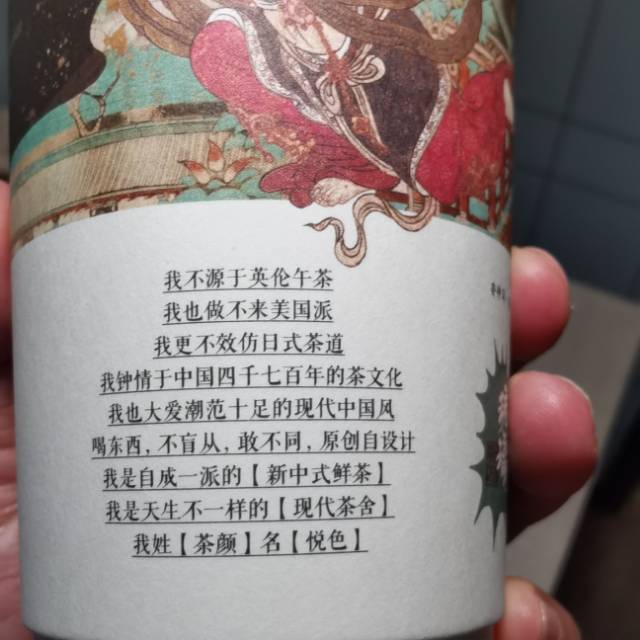 我不源于英伦午茶
我也做不来美国派
我更不效仿日式茶道
我钟情于中国四千七百年的茶文化
我也大爱潮范十足的现代中国风
喝东西，不盲从，敢不同，原创自设计
我是自成一派的【新中式鲜茶】
我是天生不一样的【现代茶舍】
我姓【茶颜】名【悦色】